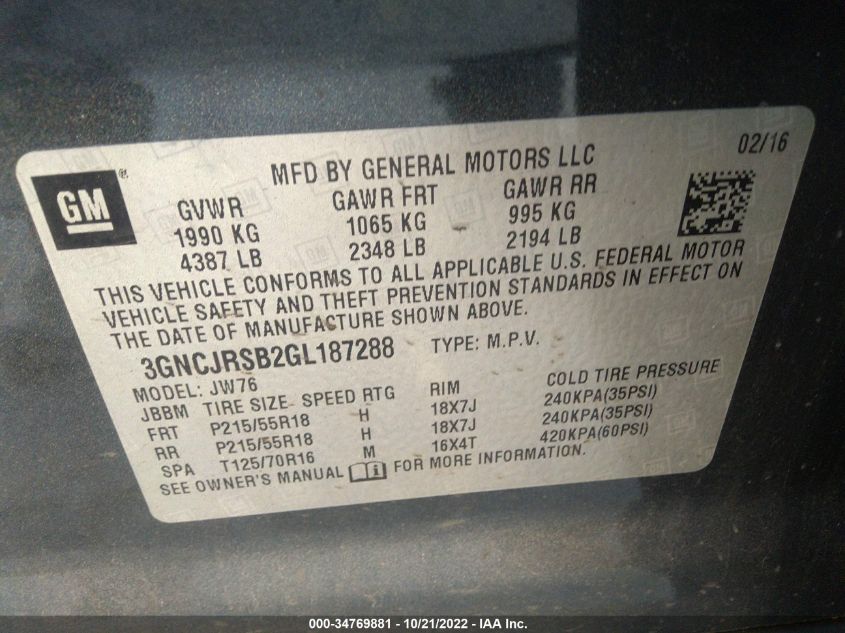 02/16
GM®
MFD BY GENERAL MOTORS LLC
GVWR GAWR FRT GAWR RR
1990 KG 1065 KG 995 KG
4387 LB 2348 LB 2194 LB
THIS VEHICLE CONFORMS TO ALL APPLICABLE U.S. FEDERAL MOTOR
VEHICLE SAFETY AND THEFT PREVENTION STANDARDS IN EFFECT ON
THE DATE OF MANUFACTURE SHOWN ABOVE.
3GNCJRSB2GL187288 TYPE: M.P.V.
MODEL: JW76
JBBM TIRE SIZE SPEED RTG RIM COLD TIRE PRESSURE
FRT P215/55R18 H 18X7J 240KPA(35PSI)
RR P215/55R18 H 18X7J 240KPA(35PSI)
SPA T125/70R16 M 16X4T 420KPA(60PSI)
SEE OWNER'S MANUAL FOR MORE INFORMATION.
000-34769881 - 10/21/2022 - IAA Inc.